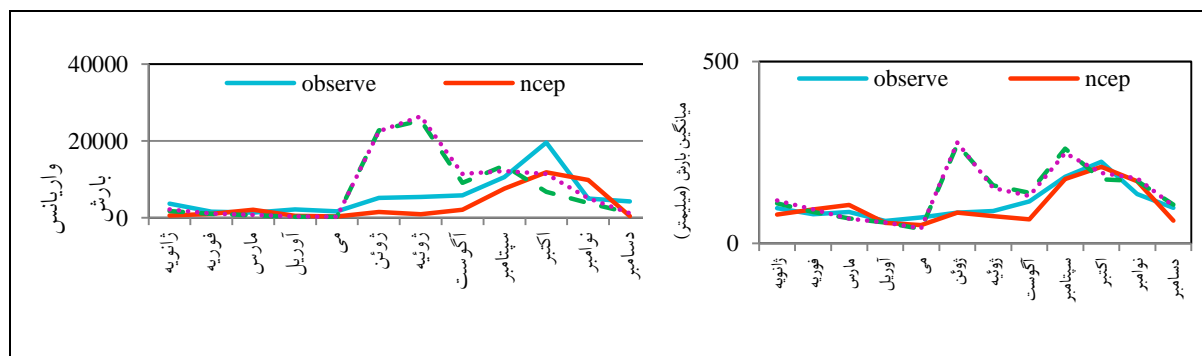 40000
20000
0
observe
ncep
واریانس
بارش
ژانویه
فوریه
مارس
آوریل
می
ژوئن
ژوئیه
آگوست
سپتامبر
اکتبر
نوامبر
دسامبر
500
0
observe
ncep
میانگین بارش (میلیمتر)
ژانویه
فوریه
مارس
آوریل
می
ژوئن
ژوئیه
آگوست
سپتامبر
اکتبر
نوامبر
دسامبر